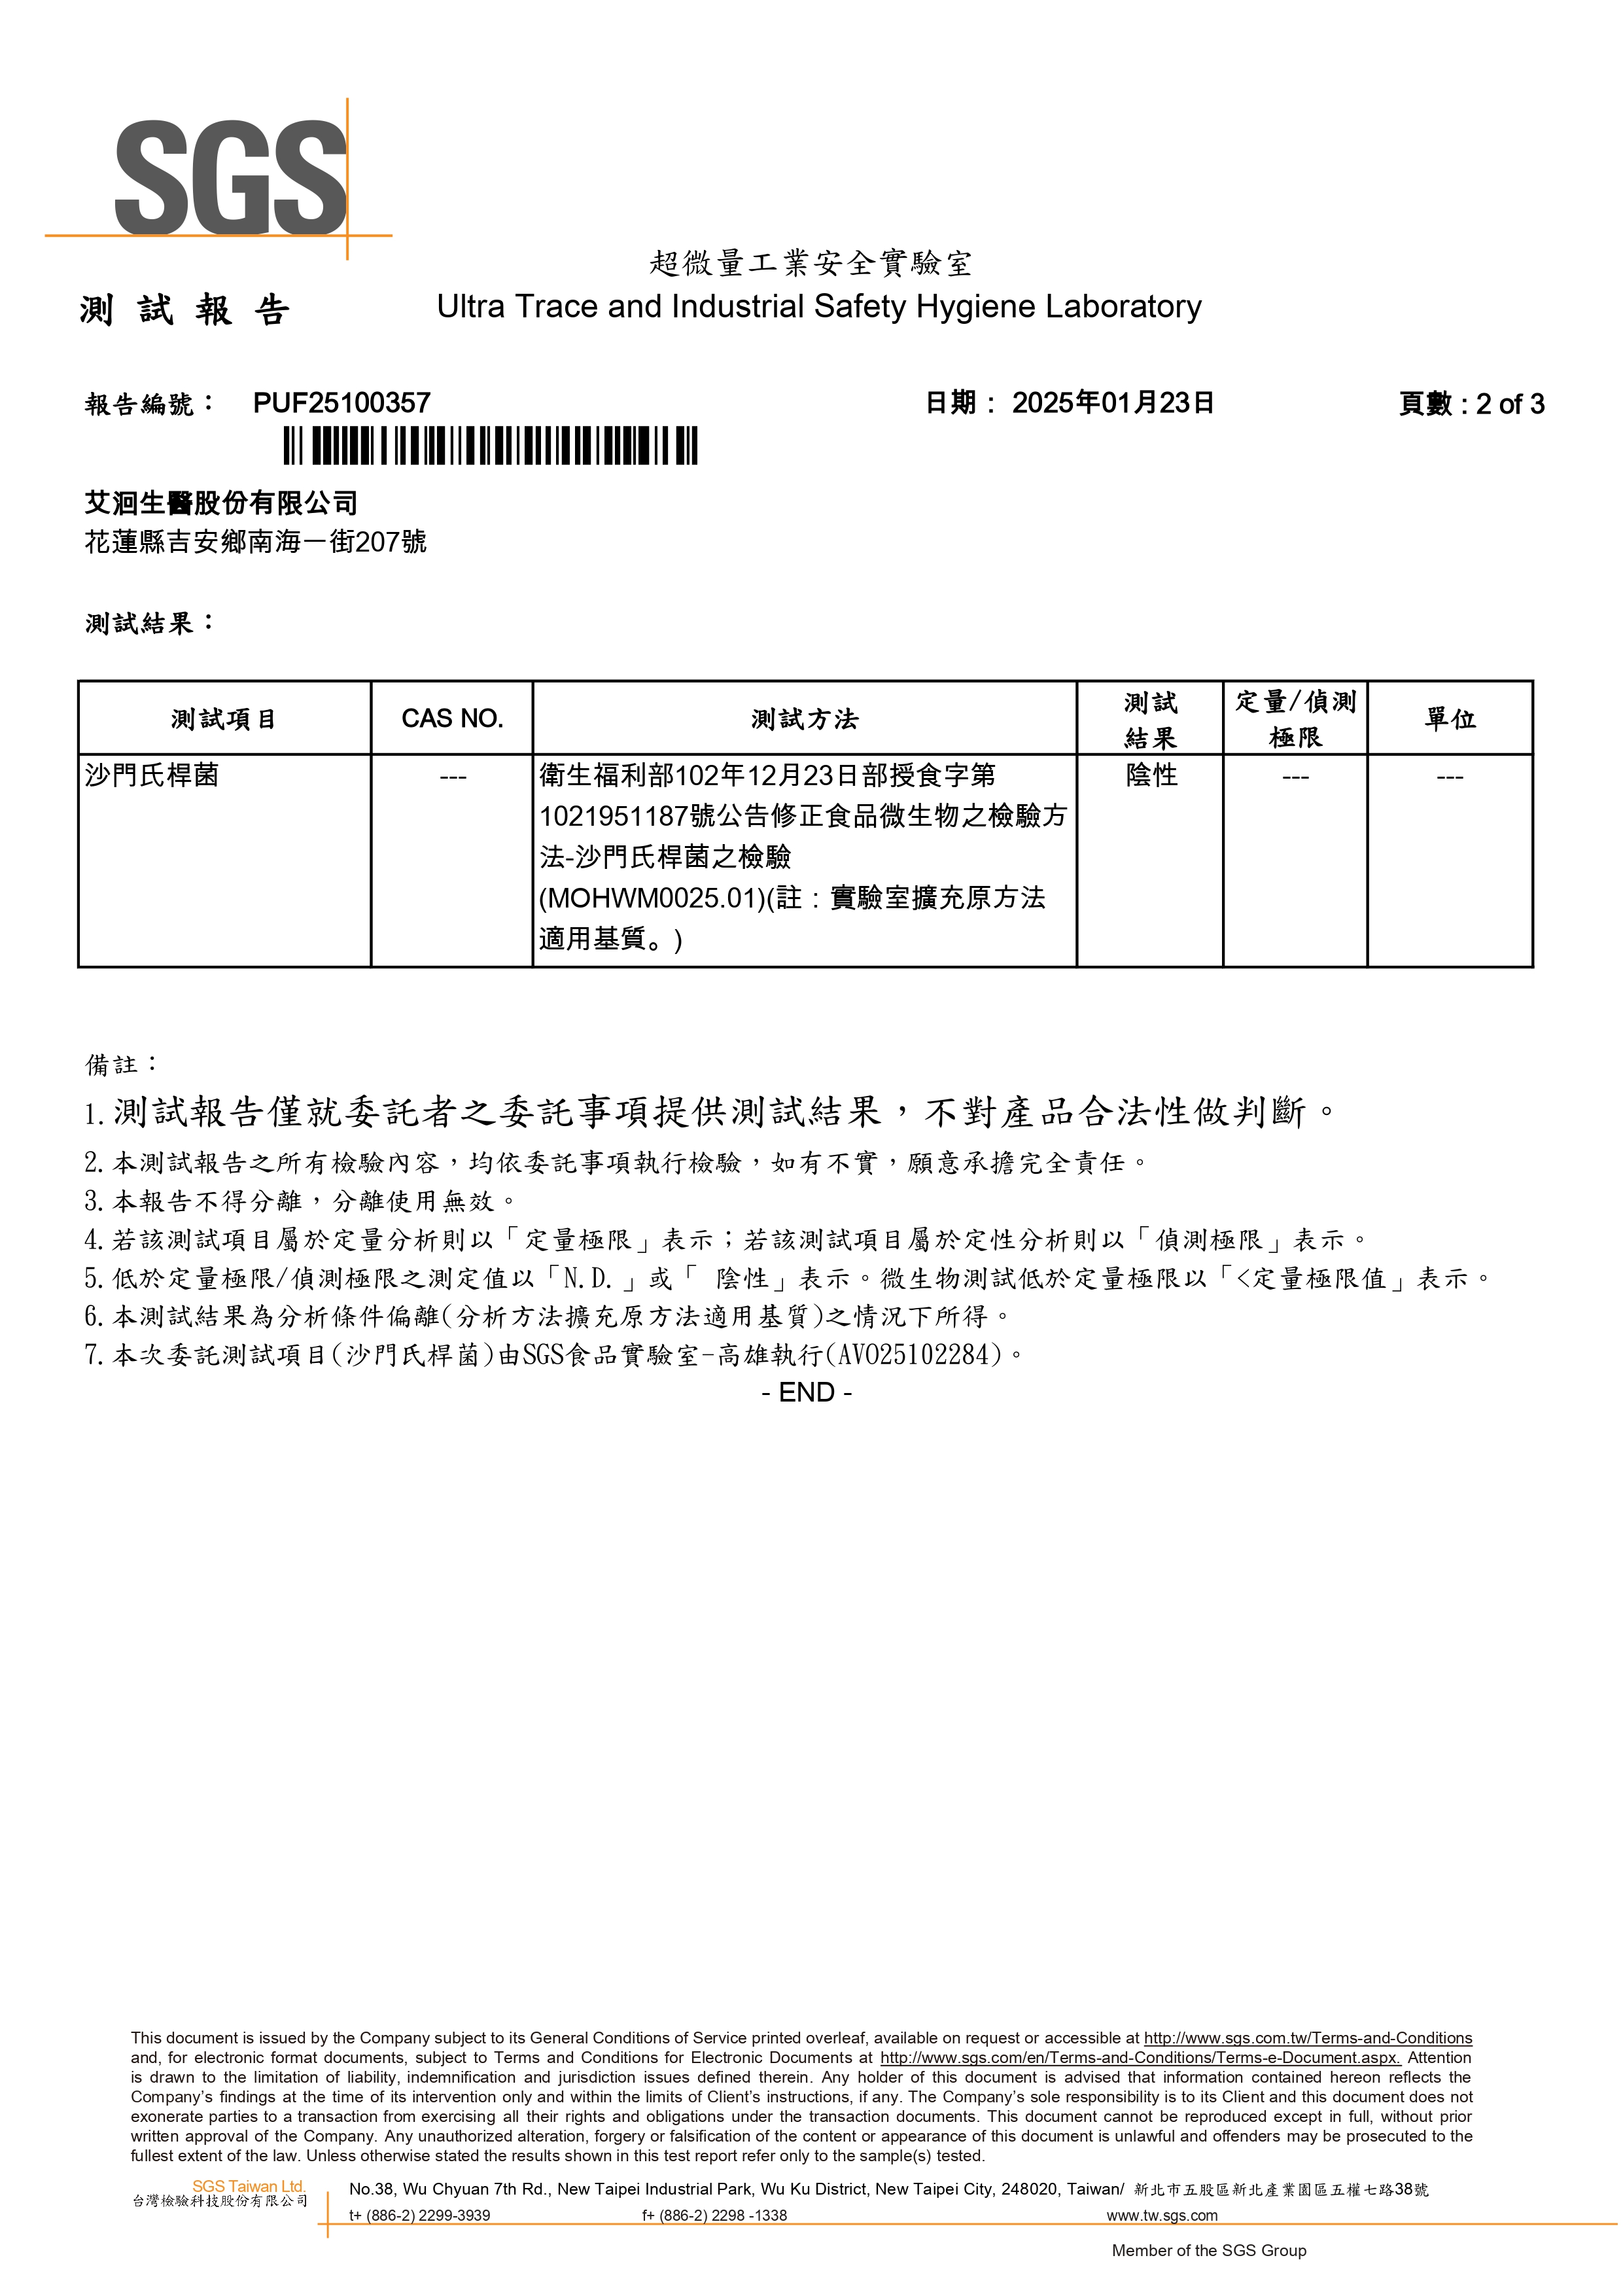 SGS
超微量工業安全實驗室
測 試 報 告 Ultra Trace and Industrial Safety Hygiene Laboratory
報告編號： PUF25100357 日期： 2025年01月23日 頁數 : 2 of 3
艾洄生醫股份有限公司
花蓮縣吉安鄉南海一街207號
測試結果：
測試項目 CAS NO. 測試方法 測試結果 定量/偵測極限 單位
沙門氏桿菌 --- 衛生福利部102年12月23日部授食字第 陰性 --- ---
1021951187號公告修正食品微生物之檢驗方
法-沙門氏桿菌之檢驗
(MOHWM0025.01)(註：實驗室擴充原方法
適用基質。)
備註：
1. 測試報告僅就委託者之委託事項提供測試結果，不對產品合法性做判斷。
2. 本測試報告之所有檢驗內容，均依委託事項執行檢驗，如有不實，願意承擔完全責任。
3. 本報告不得分離，分離使用無效。
4. 若該測試項目屬於定量分析則以「定量極限」表示；若該測試項目屬於定性分析則以「偵測極限」表示。
5. 低於定量極限/偵測極限之測定值以「N.D.」或「 陰性」表示。微生物測試低於定量極限以「<定量極限值」表示。
6. 本測試結果為分析條件偏離(分析方法擴充原方法適用基質)之情況下所得。
7. 本次委託測試項目(沙門氏桿菌)由SGS食品實驗室-高雄執行(AVO25102284)。
- END -
This document is issued by the Company subject to its General Conditions of Service printed overleaf, available on request or accessible at http://www.sgs.com.tw/Terms-and-Conditions
and, for electronic format documents, subject to Terms and Conditions for Electronic Documents at http://www.sgs.com/en/Terms-and-Conditions/Terms-e-Document.aspx. Attention
is drawn to the limitation of liability, indemnification and jurisdiction issues defined therein. Any holder of this document is advised that information contained hereon reflects the
Company’s findings at the time of its intervention only and within the limits of Client’s instructions, if any. The Company’s sole responsibility is to its Client and this document does not
exonerate parties to a transaction from exercising all their rights and obligations under the transaction documents. This document cannot be reproduced except in full, without prior
written approval of the Company. Any unauthorized alteration, forgery or falsification of the content or appearance of this document is unlawful and offenders may be prosecuted to the
fullest extent of the law. Unless otherwise stated the results shown in this test report refer only to the sample(s) tested.
SGS Taiwan Ltd.
台灣檢驗科技股份有限公司
No.38, Wu Chyuan 7th Rd., New Taipei Industrial Park, Wu Ku District, New Taipei City, 248020, Taiwan/ 新北市五股區新北產業園區五權七路38號
t+ (886-2) 2299-3939 f+ (886-2) 2298 -1338 www.tw.sgs.com
Member of the SGS Group